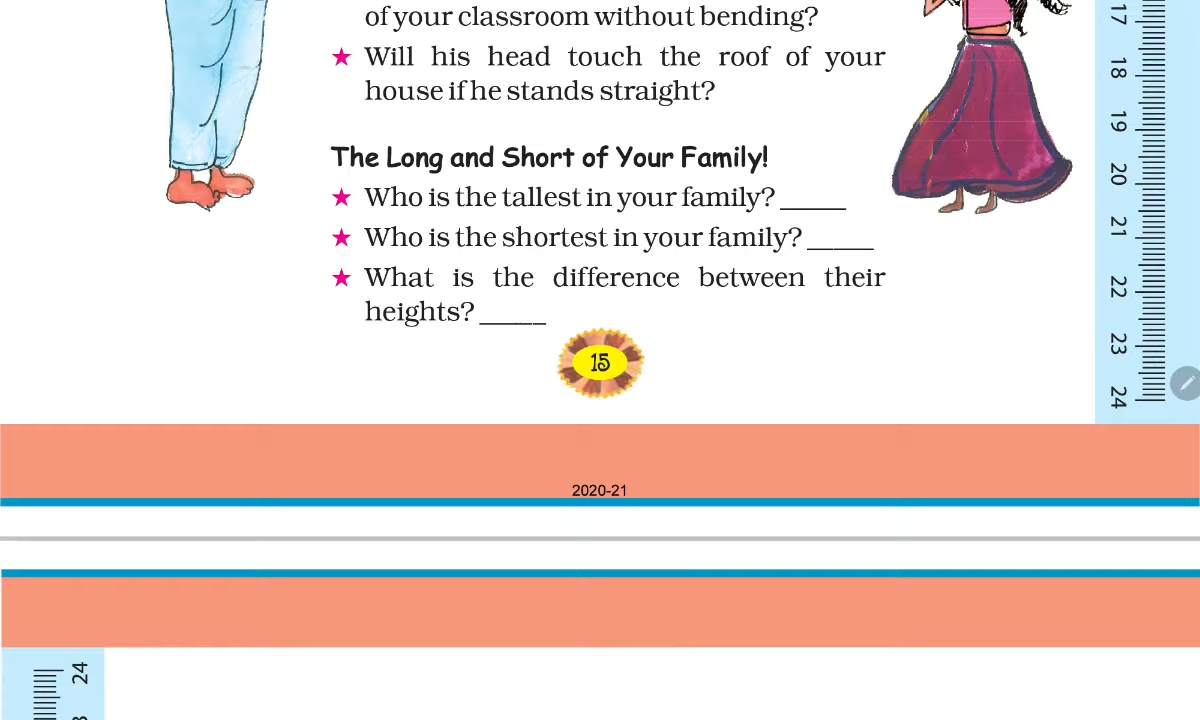 of your classroom without bending?
★ Will his head touch the roof of your
house if he stands straight?
The Long and Short of Your Family!
★ Who is the tallest in your family? _____
★ Who is the shortest in your family? _____
★ What is the difference between their
heights? _____
15
17
18
19
20
21
22
23
24
2020-21
24